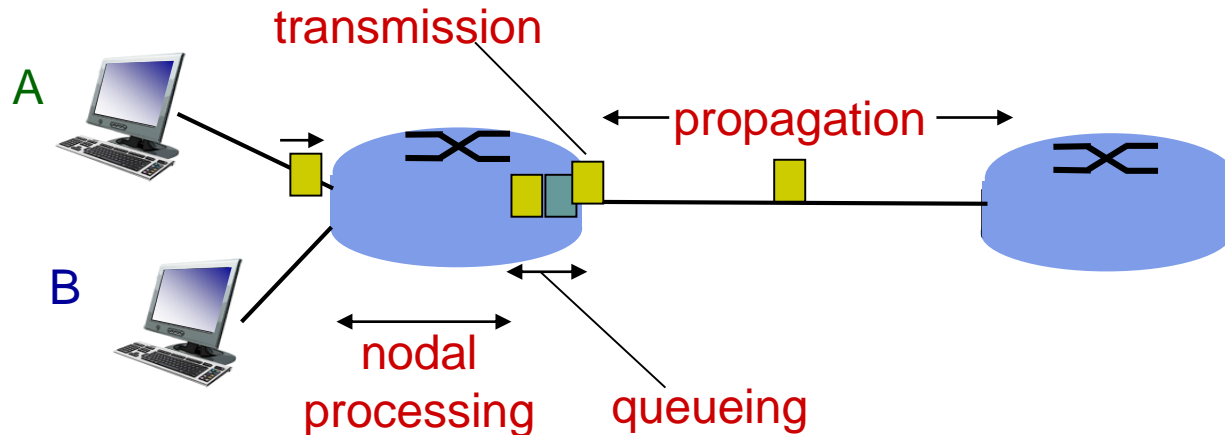 transmission
A
propagation
B
nodal
processing
queueing